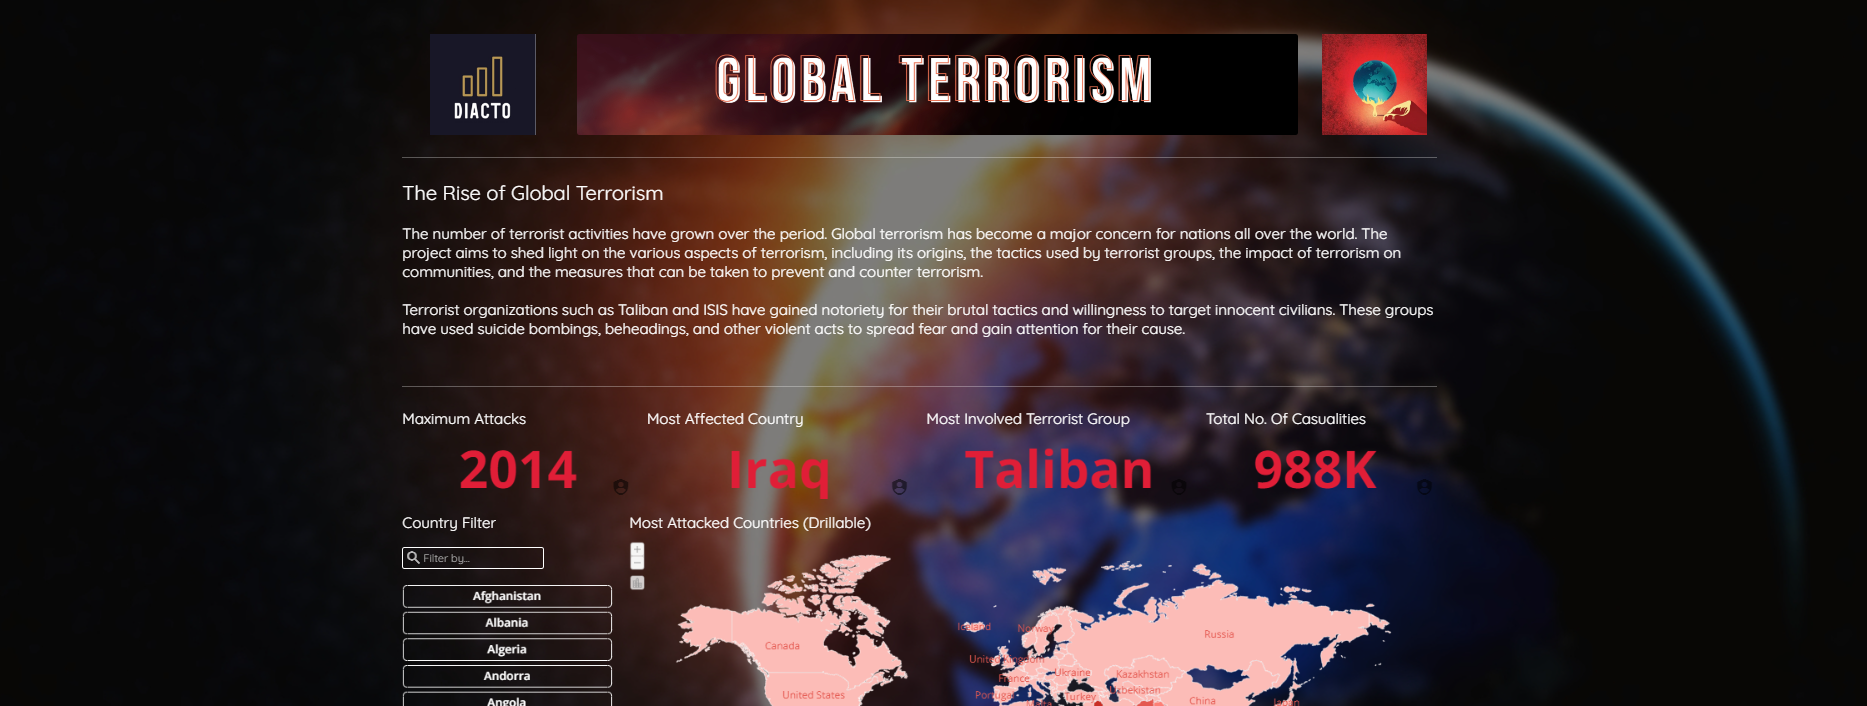 DIACTO
GLOBAL TERRORISM
The Rise of Global Terrorism
The number of terrorist activities have grown over the period. Global terrorism has become a major concern for nations all over the world. The
project aims to shed light on the various aspects of terrorism, including its origins, the tactics used by terrorist groups, the impact of terrorism on
communities, and the measures that can be taken to prevent and counter terrorism.
Terrorist organizations such as Taliban and ISIS have gained notoriety for their brutal tactics and willingness to target innocent civilians. These groups
have used suicide bombings, beheadings, and other violent acts to spread fear and gain attention for their cause.
Maximum Attacks
Most Affected Country
Most Involved Terrorist Group
Total No. Of Casualities
2014
Iraq
Taliban
988K
Country Filter
Most Attacked Countries (Drillable)
Filter by...
Afghanistan
Albania
Algeria
Andorra
Angola
Iceland
Norway
Russia
Canada
United Kingdom
Ukraine
France
Kazakhstan
Uzbekistan
United States
Portugal
Turkey
China
Japan